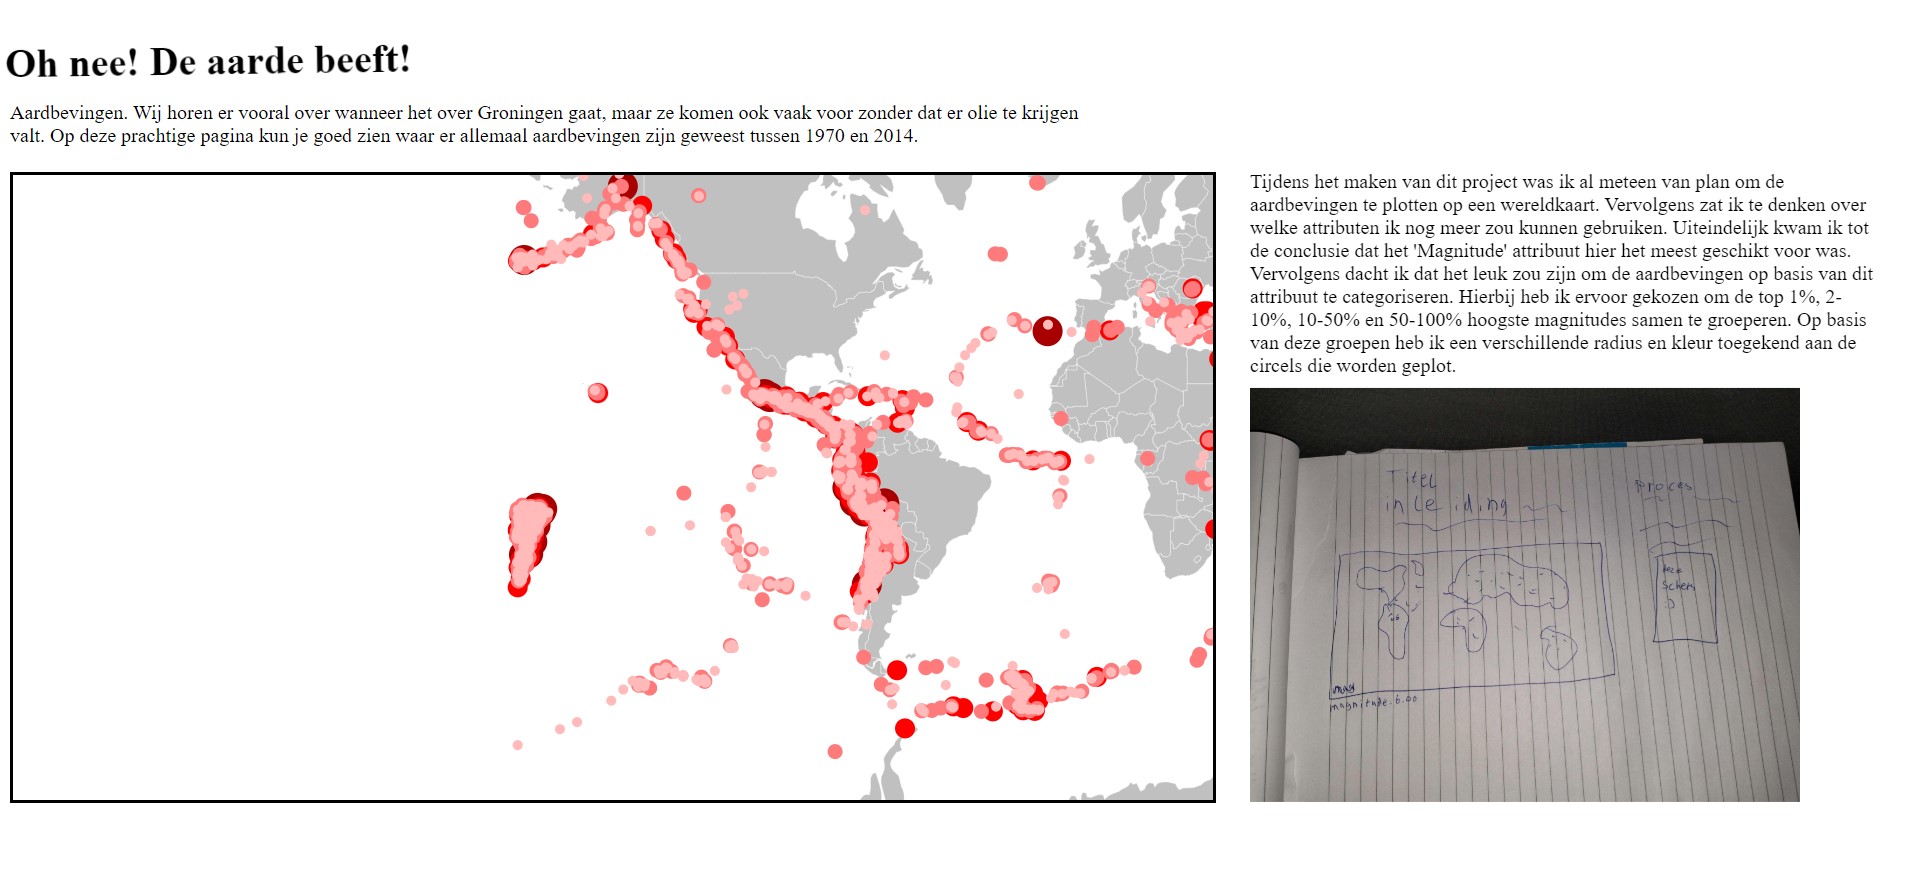 Oh nee! De aarde beeft!
Aardbevingen. Wij horen er vooral over wanneer het over Groningen gaat, maar ze komen ook vaak voor zonder dat er olie te krijgen
valt. Op deze prachtige pagina kun je goed zien waar er allemaal aardbevingen zijn geweest tussen 1970 en 2014.
Tijdens het maken van dit project was ik al meteen van plan om de
aardbevingen te plotten op een wereldkaart. Vervolgens zat ik te denken over
welke attributen ik nog meer zou kunnen gebruiken. Uiteindelijk kwam ik tot
de conclusie dat het 'Magnitude' attribuut hier het meest geschikt voor was.
Vervolgens dacht ik dat het leuk zou zijn om de aardbevingen op basis van dit
attribuut te categoriseren. Hierbij heb ik ervoor gekozen om de top 1%, 2-
10%, 10-50% en 50-100% hoogste magnitudes samen te groeperen. Op basis
van deze groepen heb ik een verschillende radius en kleur toegekend aan de
circels die worden geplot.
Titel
inleiding
proces
deze
schets
:)
magnitude: 6.00